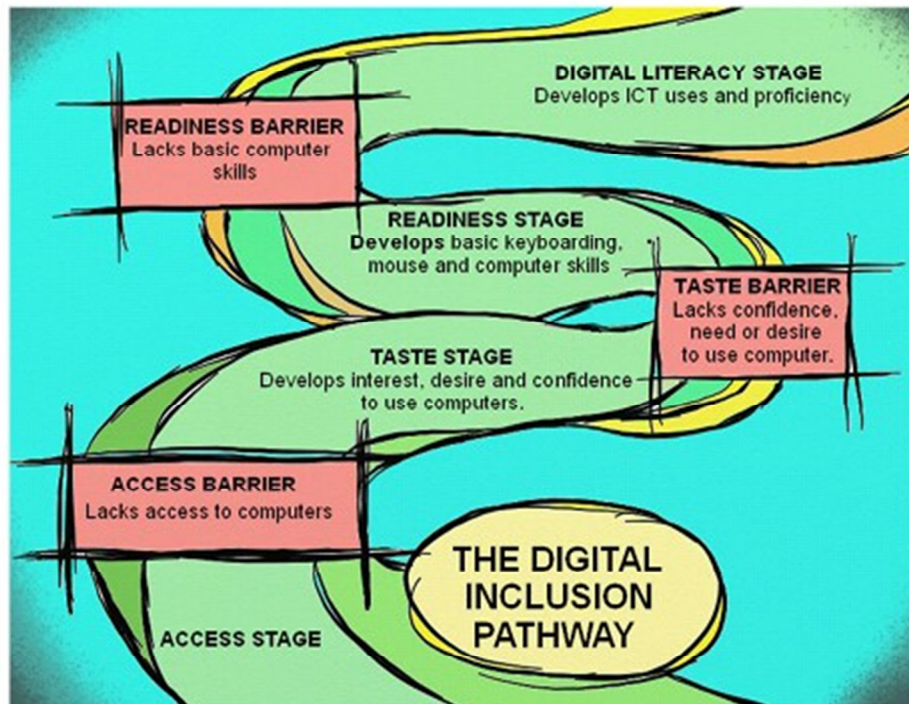 DIGITAL LITERACY STAGE
Develops ICT uses and proficiency
READINESS BARRIER
Lacks basic computer
skills
READINESS STAGE
Develops basic keyboarding,
mouse and computer skills
TASTE BARRIER
Lacks confidence,
need or desire
to use computer.
TASTE STAGE
Develops interest, desire and confidence
to use computers.
ACCESS BARRIER
Lacks access to computers
THE DIGITAL
INCLUSION
PATHWAY
ACCESS STAGE